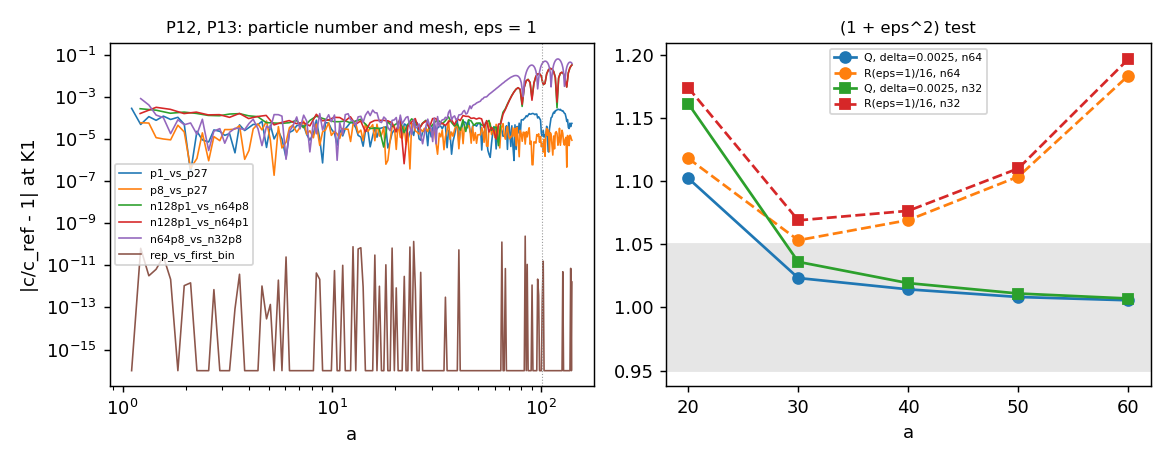 P12, P13: particle number and mesh, eps = 1
|c/c_ref - 1| at K1
10^-1
10^-3
10^-5
10^-7
10^-9
10^-11
10^-13
10^-15
p1_vs_p27
p8_vs_p27
n128p1_vs_n64p8
n128p1_vs_n64p1
n64p8_vs_n32p8
rep_vs_first_bin
10^0 10^1 10^2
a
(1 + eps^2) test
1.20
1.15
1.10
1.05
1.00
0.95
Q, delta=0.0025, n64
R(eps=1)/16, n64
Q, delta=0.0025, n32
R(eps=1)/16, n32
20 30 40 50 60
a